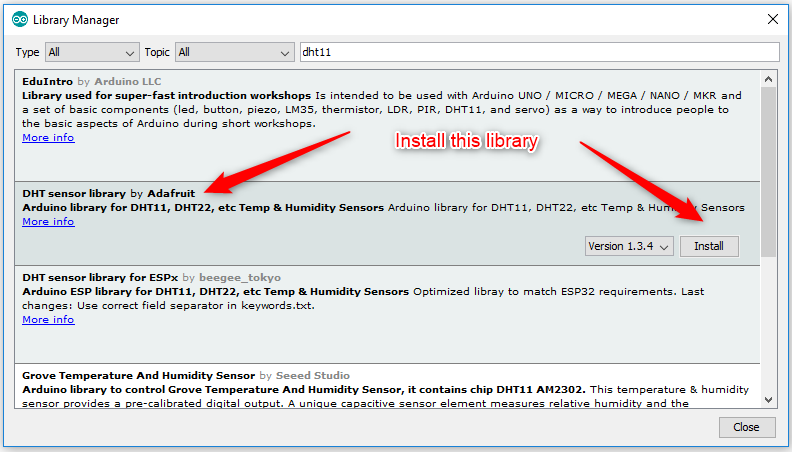 Library Manager
Type All Topic All dht11
EduIntro by Arduino LLC
Library used for super-fast introduction workshops Is intended to be used with Arduino UNO / MICRO / MEGA / NANO / MKR and
a set of basic components (led, button, piezo, LM35, thermistor, LDR, PIR, DHT11, and servo) as a way to introduce people to
the basic aspects of Arduino during short workshops.
More info
Install this library
DHT sensor library by Adafruit
Arduino library for DHT11, DHT22, etc Temp & Humidity Sensors Arduino library for DHT11, DHT22, etc Temp & Humidity Sensors
More info
Version 1.3.4 Install
DHT sensor library for ESPx by beegee_tokyo
Arduino ESP library for DHT11, DHT22, etc Temp & Humidity Sensors Optimized libray to match ESP32 requirements. Last
changes: Use correct field separator in keywords.txt.
More info
Grove Temperature And Humidity Sensor by Seeed Studio
Arduino library to control Grove Temperature And Humidity Sensor, it contains chip DHT11 AM2302. This temperature & humidity
sensor provides a pre-calibrated digital output. A unique capacitive sensor element measures relative humidity and the
Close